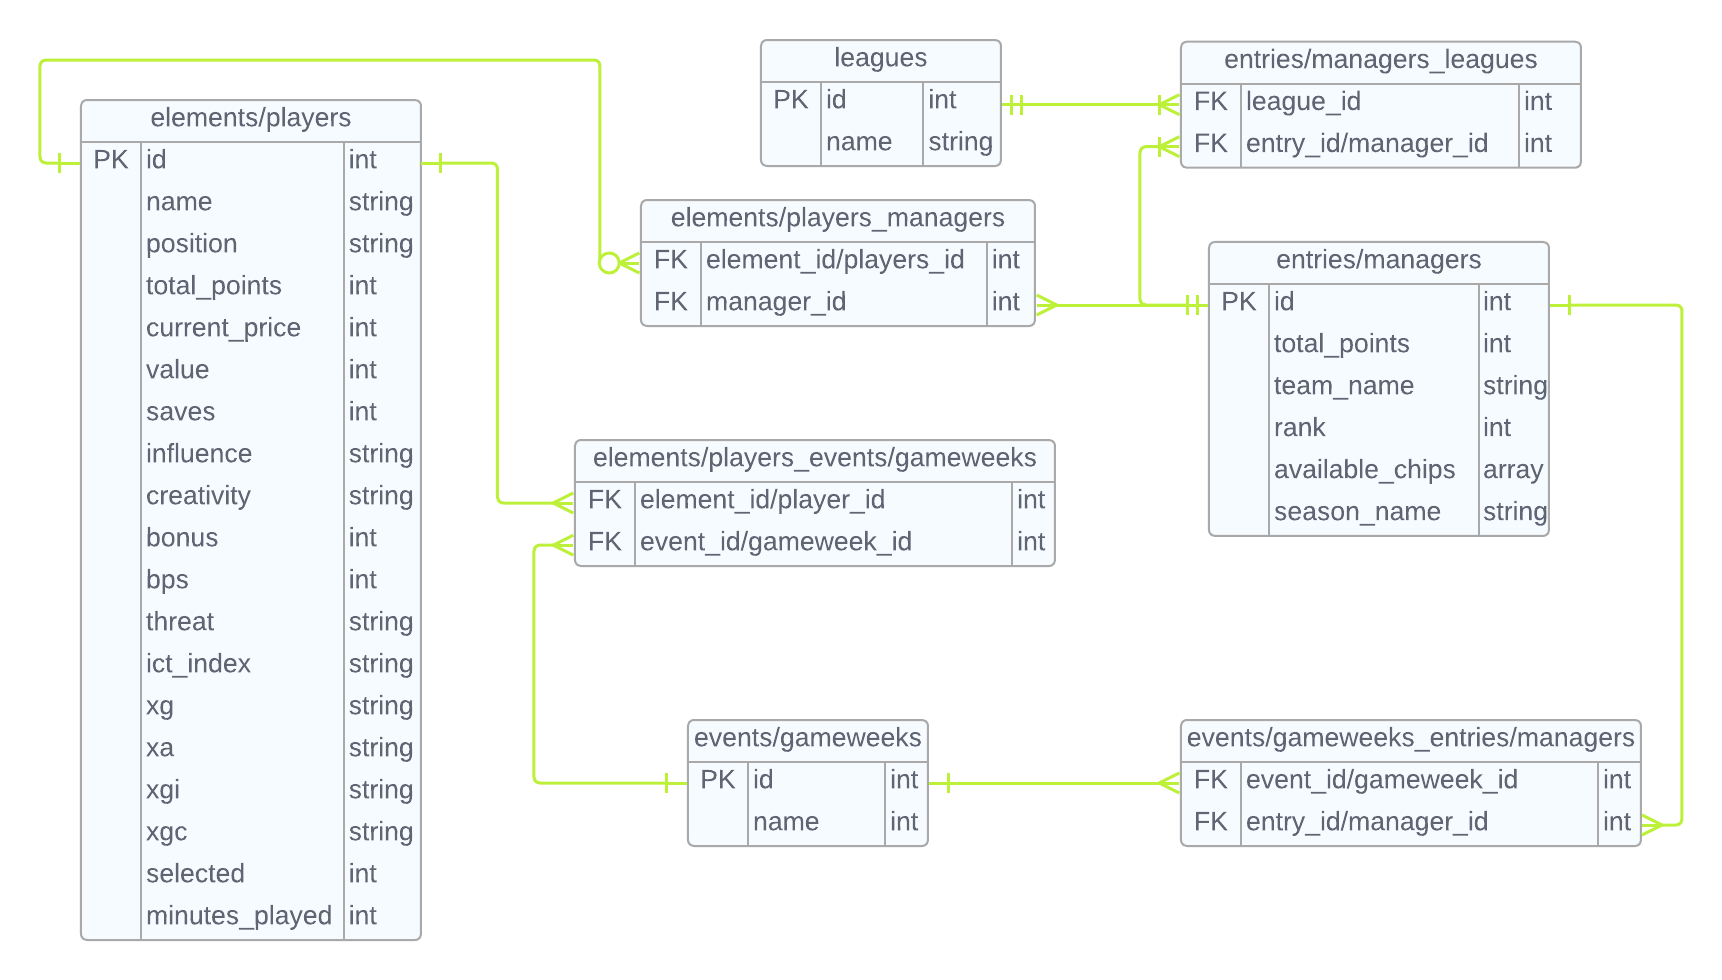 elements/players
PK id int
name string
position string
total_points int
current_price int
value int
saves int
influence string
creativity string
bonus int
bps int
threat string
ict_index string
xg string
xa string
xgi string
xgc string
selected int
minutes_played int
leagues
PK id int
name string
entries/managers_leagues
FK league_id int
FK entry_id/manager_id int
elements/players_managers
FK element_id/players_id int
FK manager_id int
entries/managers
PK id int
total_points int
team_name string
rank int
available_chips array
season_name string
elements/players_events/gameweeks
FK element_id/player_id int
FK event_id/gameweek_id int
events/gameweeks
PK id int
name int
events/gameweeks_entries/managers
FK event_id/gameweek_id int
FK entry_id/manager_id int